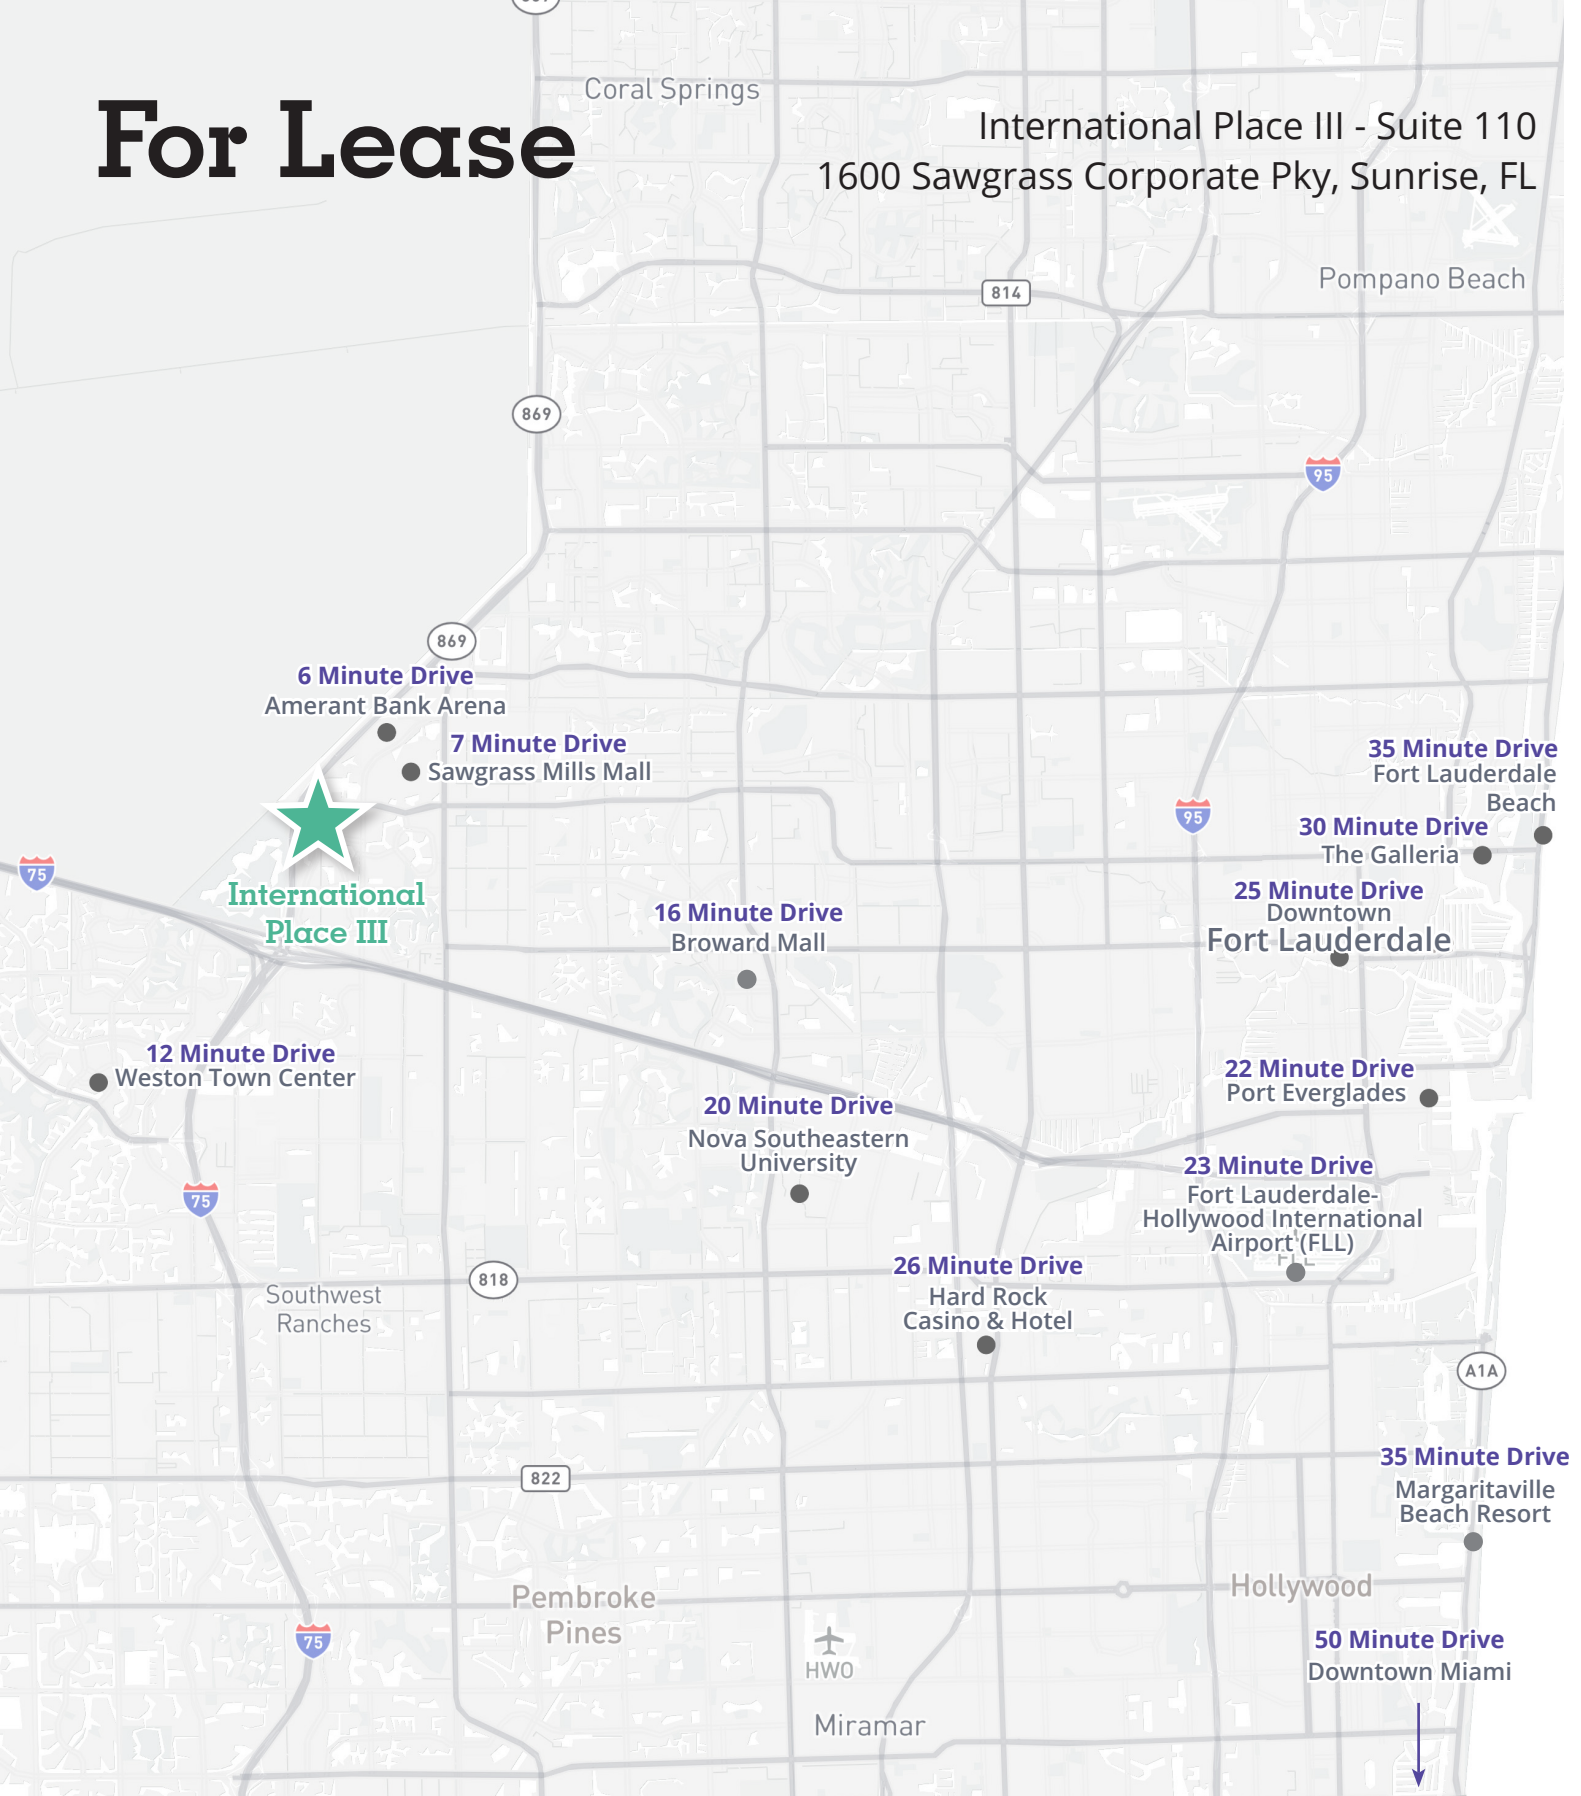 Coral Springs
For Lease
International Place III - Suite 110
1600 Sawgrass Corporate Pky, Sunrise, FL
Pompano Beach
814
869
95
869
6 Minute Drive
Amerant Bank Arena
7 Minute Drive
Sawgrass Mills Mall
35 Minute Drive
Fort Lauderdale
Beach
95
30 Minute Drive
The Galleria
75
International
Place III
25 Minute Drive
Downtown
Fort Lauderdale
16 Minute Drive
Broward Mall
12 Minute Drive
Weston Town Center
22 Minute Drive
Port Everglades
20 Minute Drive
Nova Southeastern
University
23 Minute Drive
Fort Lauderdale-
Hollywood International
Airport (FLL)
FLL
75
26 Minute Drive
Hard Rock
Casino & Hotel
818
Southwest
Ranches
A1A
35 Minute Drive
Margaritaville
Beach Resort
822
Pembroke
Pines
Hollywood
75
50 Minute Drive
Downtown Miami
HWO
Miramar